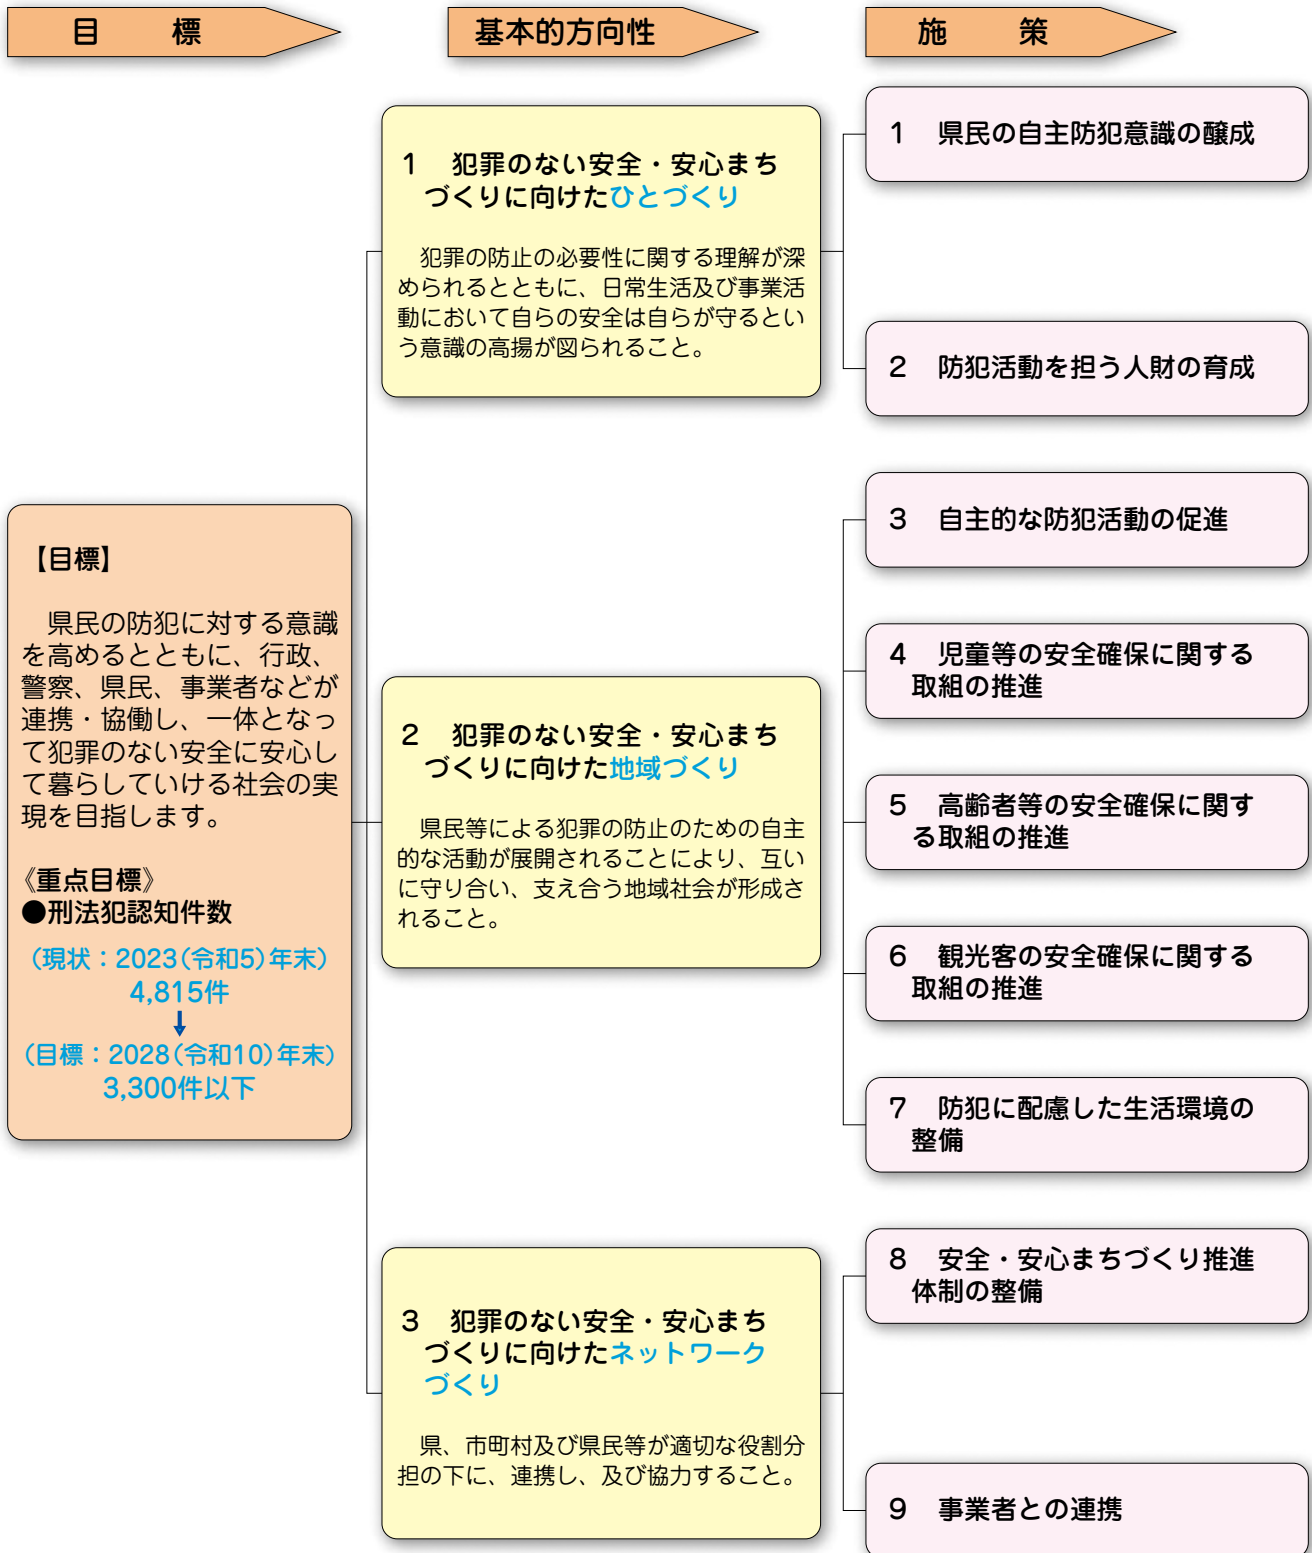 目　標
基本的方向性
施　策
【目標】
県民の防犯に対する意識
を高めるとともに、行政、
警察、県民、事業者などが
連携・協働し、一体となっ
て犯罪のない安全に安心し
て暮らしていける社会の実
現を目指します。
《重点目標》
●刑法犯認知件数
（現状：2023（令和5）年末）
4,815件
↓
（目標：2028（令和10）年末）
3,300件以下
1　犯罪のない安全・安心まち
づくりに向けたひとづくり
犯罪の防止の必要性に関する理解が深
められるとともに、日常生活及び事業活
動において自らの安全は自らが守るとい
う意識の高揚が図られること。
2　犯罪のない安全・安心まち
づくりに向けた地域づくり
県民等による犯罪の防止のための自主
的な活動が展開されることにより、互い
に守り合い、支え合う地域社会が形成さ
れること。
3　犯罪のない安全・安心まち
づくりに向けたネットワーク
づくり
県、市町村及び県民等が適切な役割分
担の下に、連携し、及び協力すること。
1　県民の自主防犯意識の醸成
2　防犯活動を担う人財の育成
3　自主的な防犯活動の促進
4　児童等の安全確保に関する
取組の推進
5　高齢者等の安全確保に関す
る取組の推進
6　観光客の安全確保に関する
取組の推進
7　防犯に配慮した生活環境の
整備
8　安全・安心まちづくり推進
体制の整備
9　事業者との連携